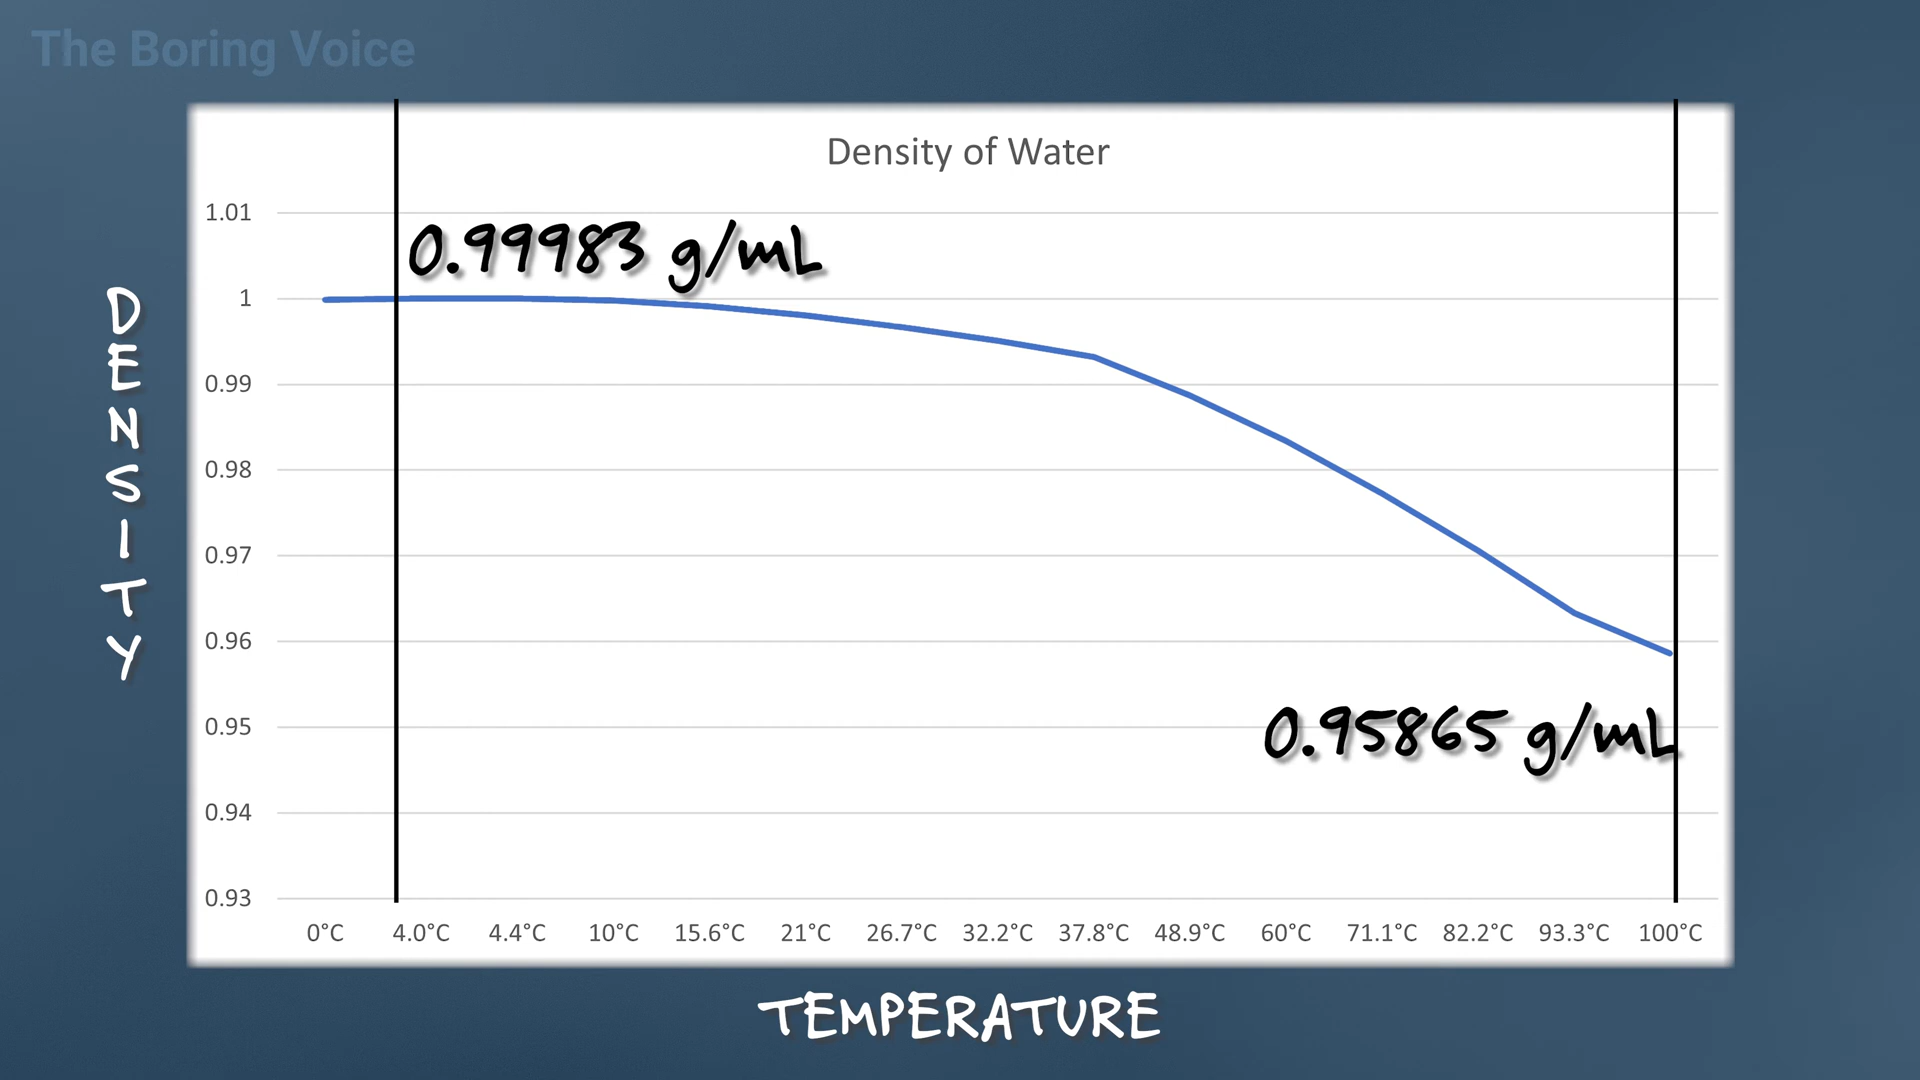 The Boring Voice
Density of Water
1.01
0.99983 g/mL
1
0.99
0.98
0.97
0.96
0.95
0.95865 g/mL
0.94
0.93
0°C 4.0°C 4.4°C 10°C 15.6°C 21°C 26.7°C 32.2°C 37.8°C 48.9°C 60°C 71.1°C 82.2°C 93.3°C 100°C
DENSITY
TEMPERATURE